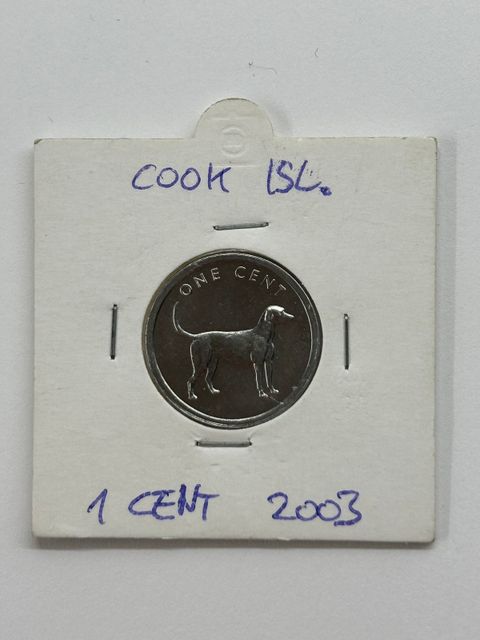 COOK ISL.
ONE CENT
1 CENT 2003